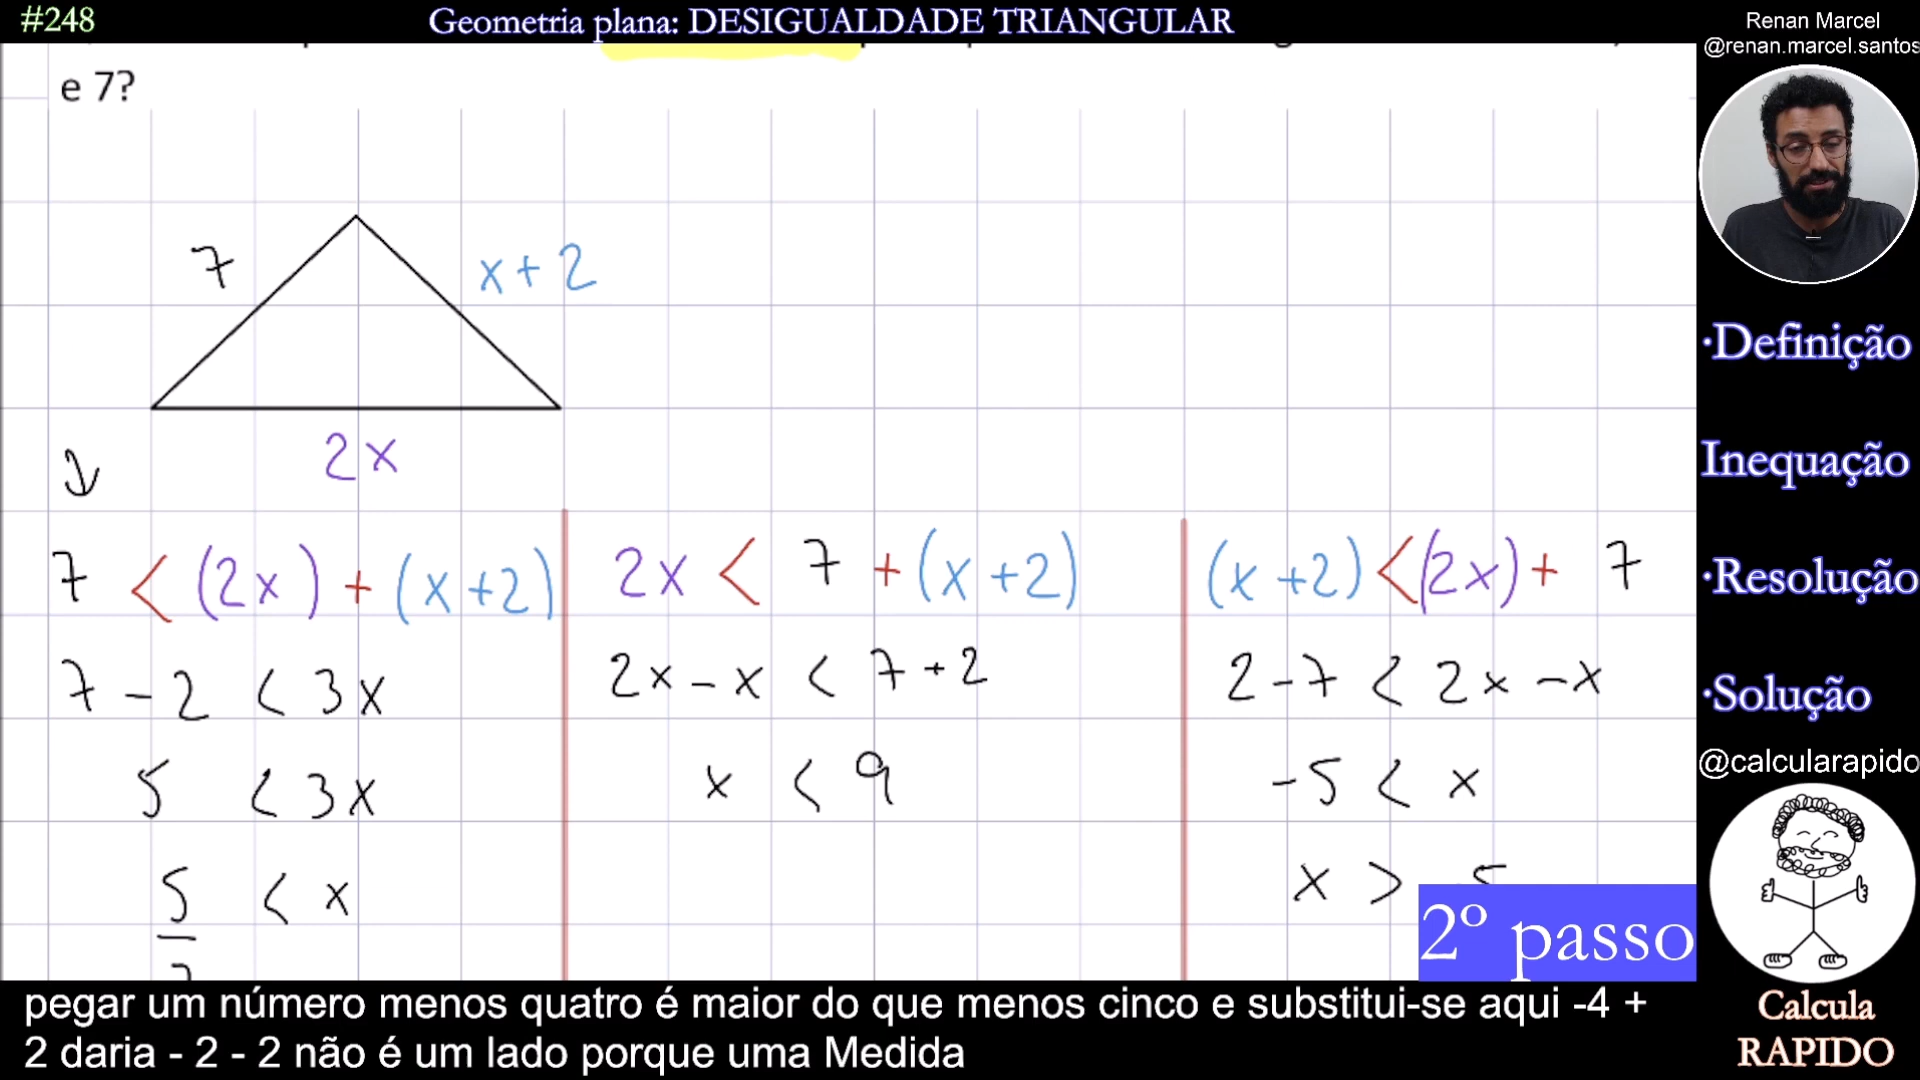 #248
Geometria plana: DESIGUALDADE TRIANGULAR
Renan Marcel
@renan.marcel.santos
e 7?
7
x+2
2x
7 < (2x) + (x+2)
7 - 2 < 3x
5 < 3x
5 < x
2x < 7 + (x+2)
2x - x < 7 + 2
x < 9
(x+2) < (2x) + 7
2 - 7 < 2x - x
-5 < x
x >
2º passo
·Definição
Inequação
·Resolução
·Solução
@calcularapido
Calcula
RAPIDO
pegar um número menos quatro é maior do que menos cinco e substitui-se aqui -4 +
2 daria - 2 - 2 não é um lado porque uma Medida